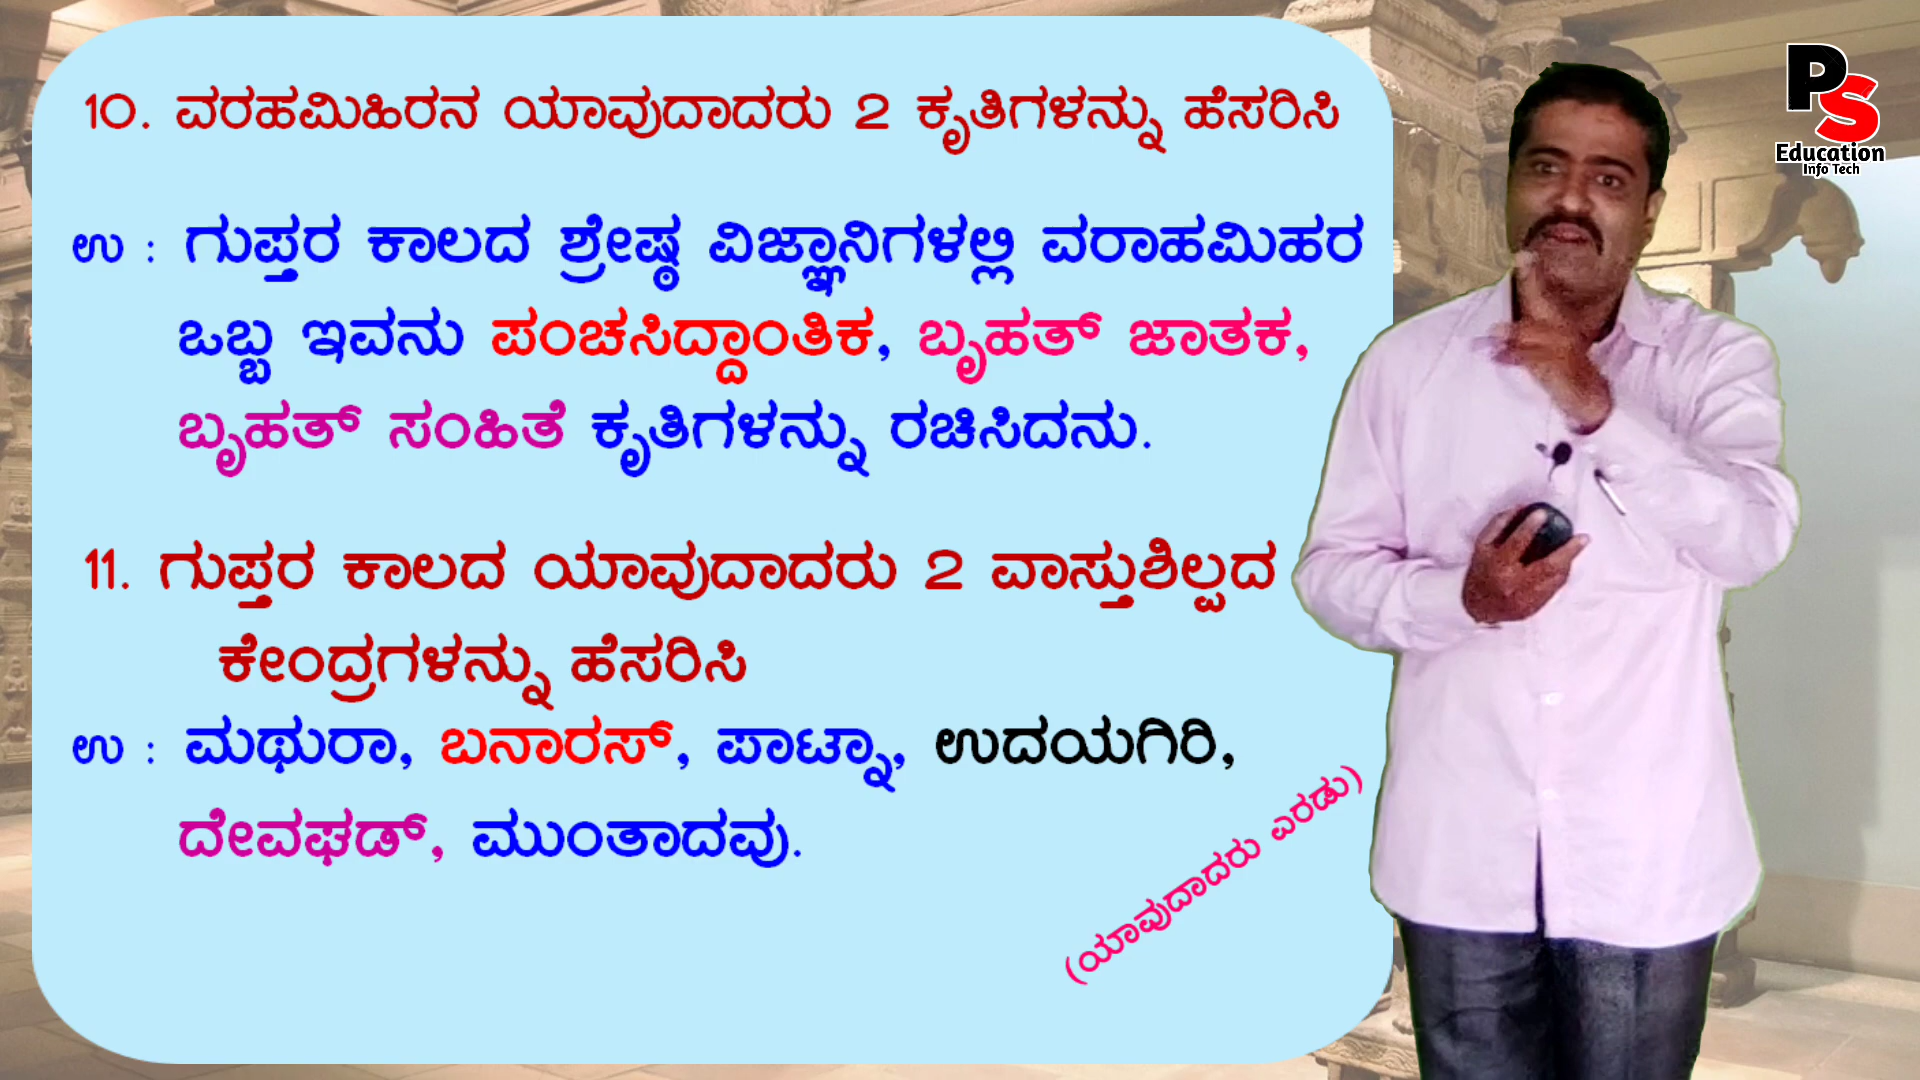 10. ವರಹಮಿಹಿರನ ಯಾವುದಾದರು 2 ಕೃತಿಗಳನ್ನು ಹೆಸರಿಸಿ
ಉ : ಗುಪ್ತರ ಕಾಲದ ಶ್ರೇಷ್ಠ ವಿಜ್ಞಾನಿಗಳಲ್ಲಿ ವರಾಹಮಿಹರ
ಒಬ್ಬ ಇವನು ಪಂಚಸಿದ್ದಾಂತಿಕ, ಬೃಹತ್ ಜಾತಕ,
ಬೃಹತ್ ಸಂಹಿತೆ ಕೃತಿಗಳನ್ನು ರಚಿಸಿದನು.
11. ಗುಪ್ತರ ಕಾಲದ ಯಾವುದಾದರು 2 ವಾಸ್ತುಶಿಲ್ಪದ
ಕೇಂದ್ರಗಳನ್ನು ಹೆಸರಿಸಿ
ಉ : ಮಥುರಾ, ಬನಾರಸ್, ಪಾಟ್ನಾ, ಉದಯಗಿರಿ,
ದೇವಘಡ್, ಮುಂತಾದವು.
(ಯಾವುದಾದರು ಎರಡು)
PS
Education
Info Tech